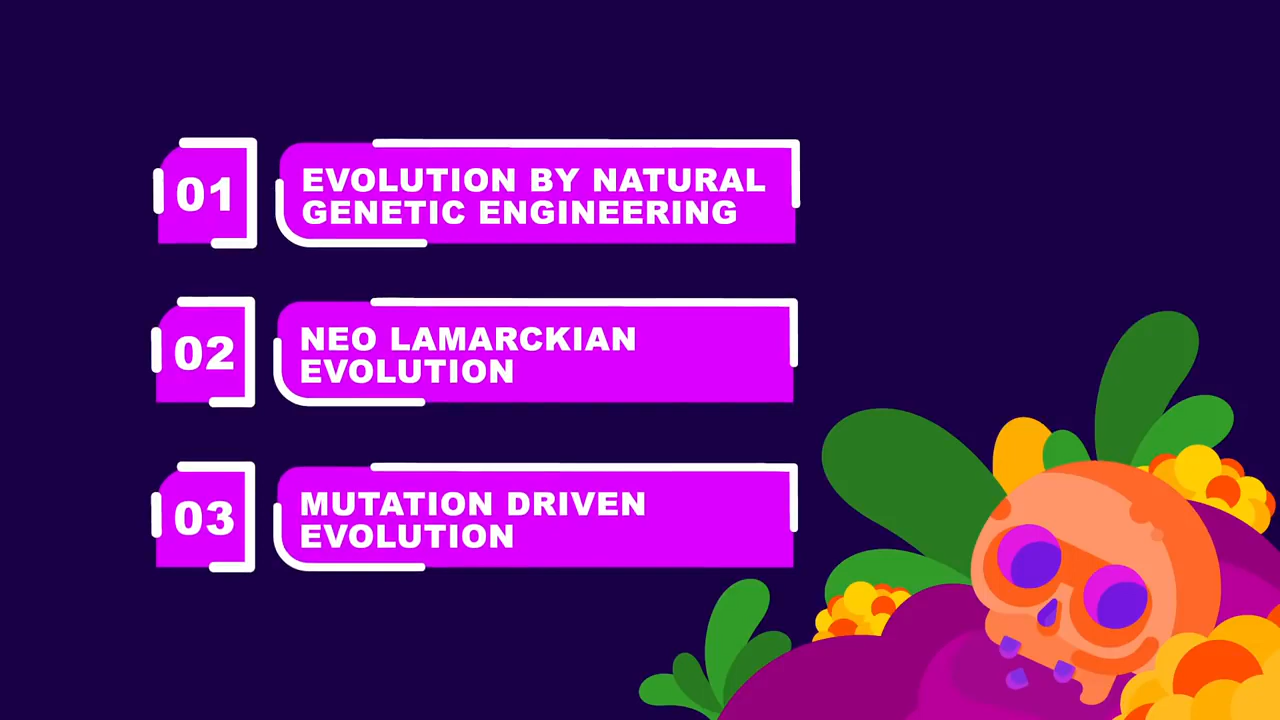 01
EVOLUTION BY NATURAL
GENETIC ENGINEERING
02
NEO LAMARCKIAN
EVOLUTION
03
MUTATION DRIVEN
EVOLUTION